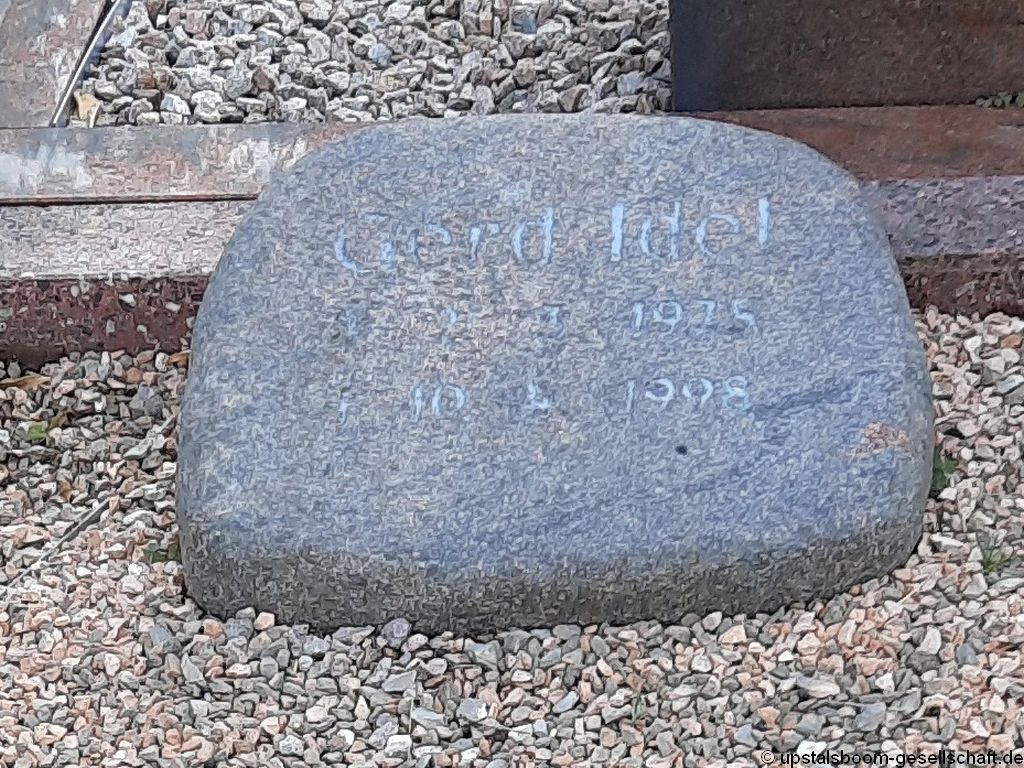 Gerd Idel
1975
† 10. 1998
© upstalsboom-gesellschaft.de